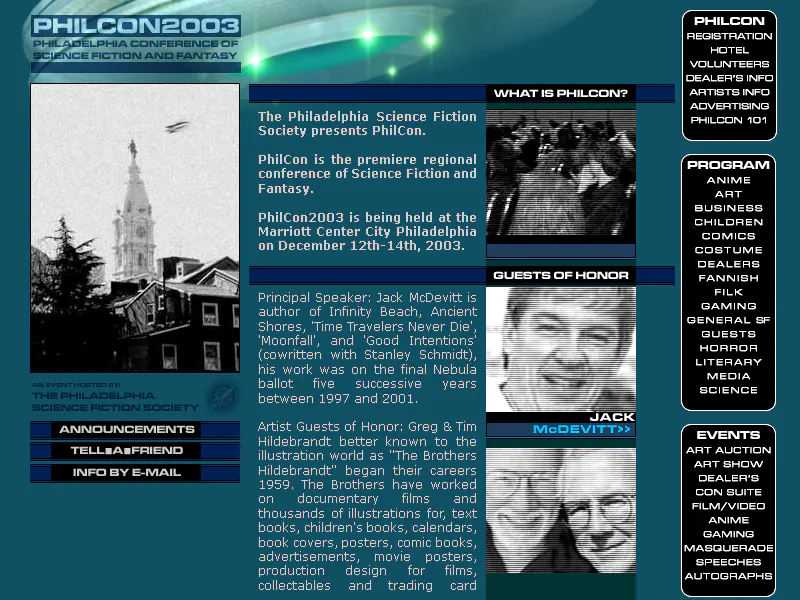 PHILCON2003
PHILADELPHIA CONFERENCE OF
SCIENCE FICTION AND FANTASY
AN EVENT HOSTED BY:
THE PHILADELPHIA
SCIENCE FICTION SOCIETY
ANNOUNCEMENTS
TELL■A■FRIEND
INFO BY E-MAIL
WHAT IS PHILCON?
The Philadelphia Science Fiction
Society presents PhilCon.
PhilCon is the premiere regional
conference of Science Fiction and
Fantasy.
PhilCon2003 is being held at the
Marriott Center City Philadelphia
on December 12th-14th, 2003.
GUESTS OF HONOR
Principal Speaker: Jack McDevitt is
author of Infinity Beach, Ancient
Shores, 'Time Travelers Never Die',
'Moonfall', and 'Good Intentions'
(cowritten with Stanley Schmidt),
his work was on the final Nebula
ballot five successive years
between 1997 and 2001.
JACK
McDEVITT>>
Artist Guests of Honor: Greg & Tim
Hildebrandt better known to the
illustration world as "The Brothers
Hildebrandt" began their careers
1959. The Brothers have worked
on documentary films and
thousands of illustrations for, text
books, children's books, calendars,
book covers, posters, comic books,
advertisements, movie posters,
production design for films,
collectables and trading card
PHILCON
REGISTRATION
HOTEL
VOLUNTEERS
DEALER'S INFO
ARTISTS INFO
ADVERTISING
PHILCON 101
PROGRAM
ANIME
ART
BUSINESS
CHILDREN
COMICS
COSTUME
DEALERS
FANNISH
FILK
GAMING
GENERAL SF
GUESTS
HORROR
LITERARY
MEDIA
SCIENCE
EVENTS
ART AUCTION
ART SHOW
DEALER'S
CON SUITE
FILM/VIDEO
ANIME
GAMING
MASQUERADE
SPEECHES
AUTOGRAPHS